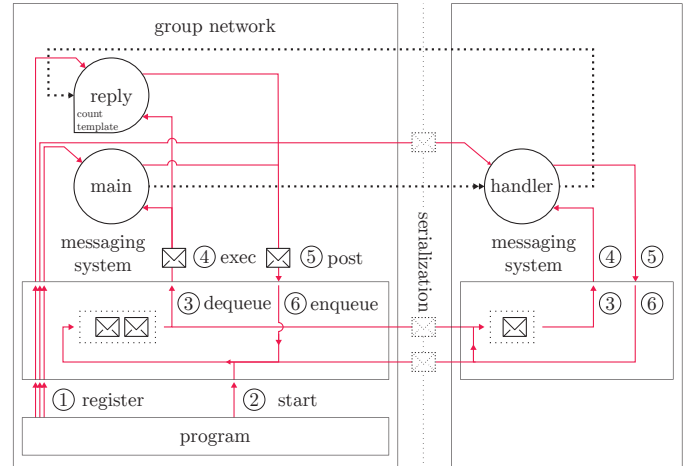 group network
reply
count
template
main
handler
messaging
system
④ exec
⑤ post
serialization
messaging
system
④
⑤
③ dequeue
⑥ enqueue
③
⑥
① register
② start
program